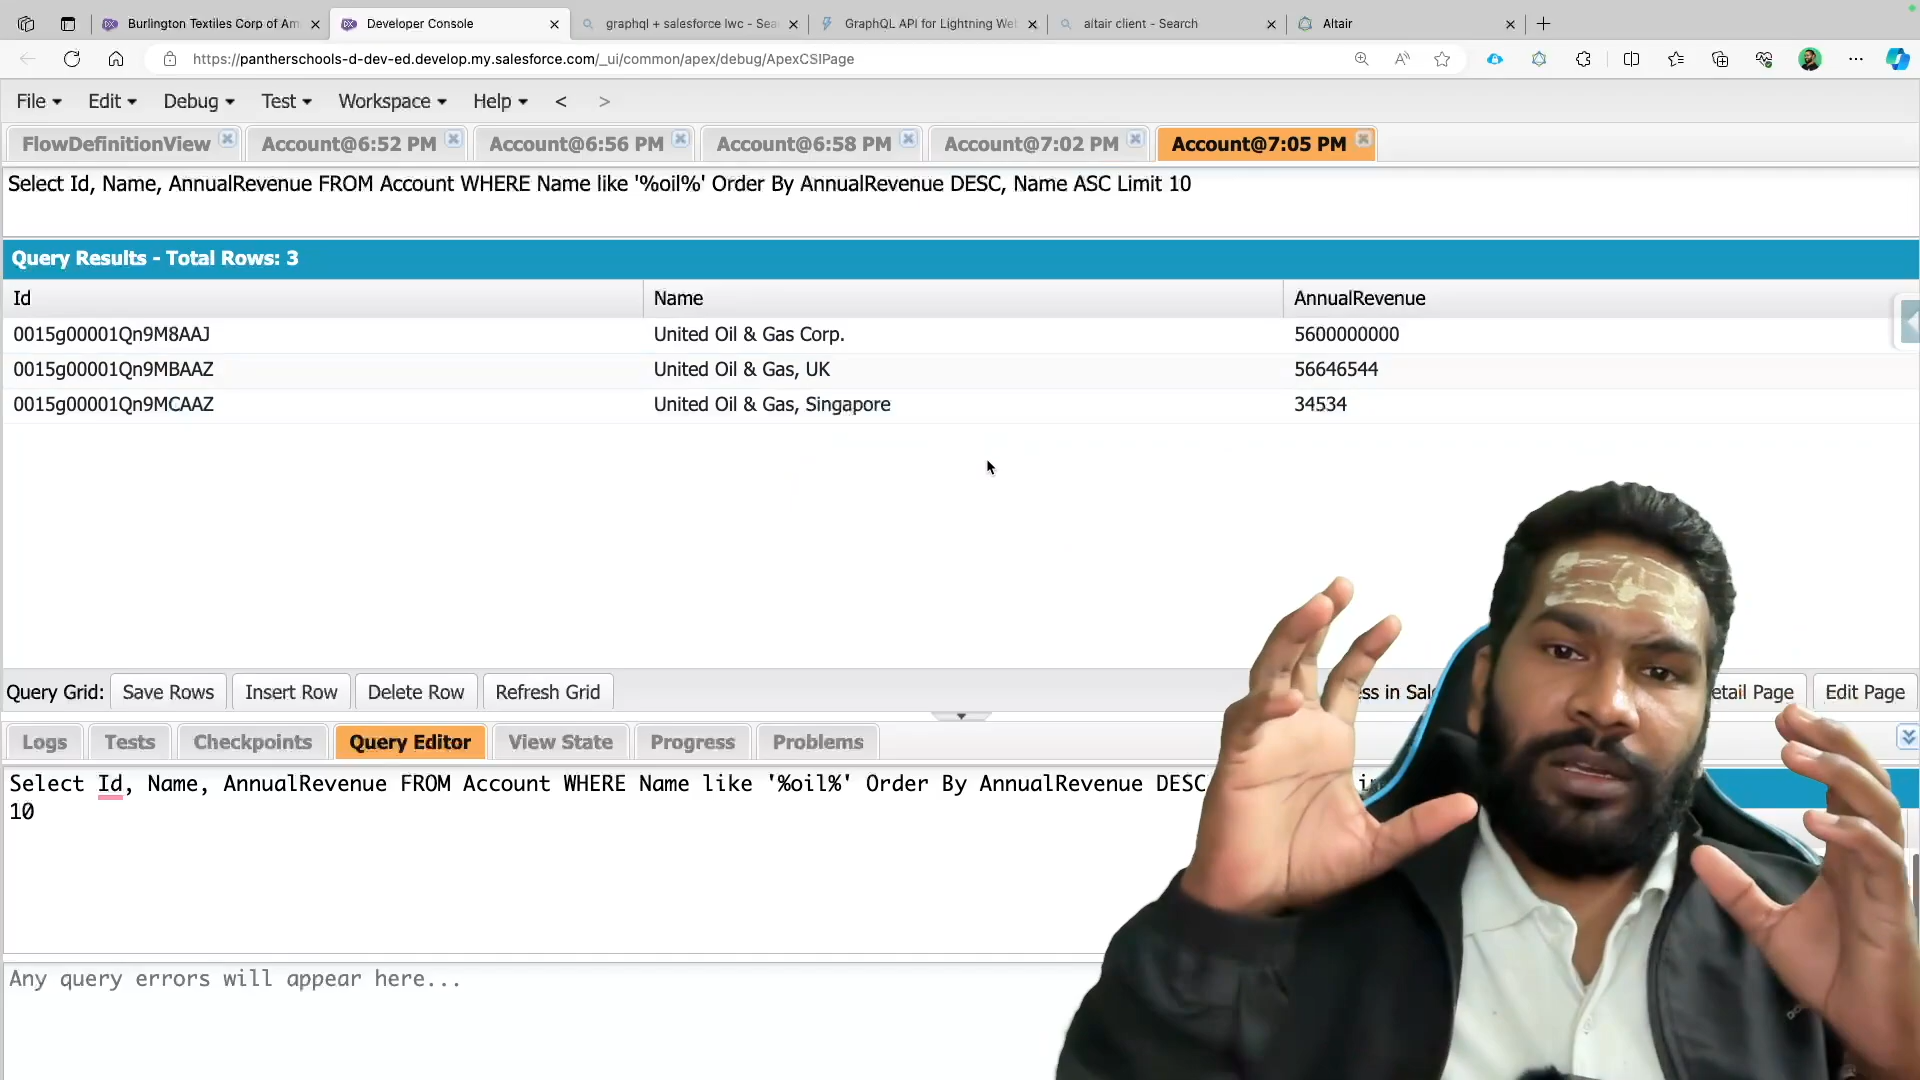 Burlington Textiles Corp of Am
Developer Console
graphql + salesforce lwc - Sea
GraphQL API for Lightning Web
altair client - Search
Altair
https://pantherschools-d-dev-ed.develop.my.salesforce.com/_ui/common/apex/debug/ApexCSIPage
File Edit Debug Test Workspace Help < >
FlowDefinitionView Account@6:52 PM Account@6:56 PM Account@6:58 PM Account@7:02 PM Account@7:05 PM
Select Id, Name, AnnualRevenue FROM Account WHERE Name like '%oil%' Order By AnnualRevenue DESC, Name ASC Limit 10
Query Results - Total Rows: 3
Id Name AnnualRevenue
0015g00001Qn9M8AAJ United Oil & Gas Corp. 5600000000
0015g00001Qn9MBAAZ United Oil & Gas, UK 56646544
0015g00001Qn9MCAAZ United Oil & Gas, Singapore 34534
Query Grid: Save Rows Insert Row Delete Row Refresh Grid ss in Sal etail Page Edit Page
Logs Tests Checkpoints Query Editor View State Progress Problems
Select Id, Name, AnnualRevenue FROM Account WHERE Name like '%oil%' Order By AnnualRevenue DESC
10
Any query errors will appear here...